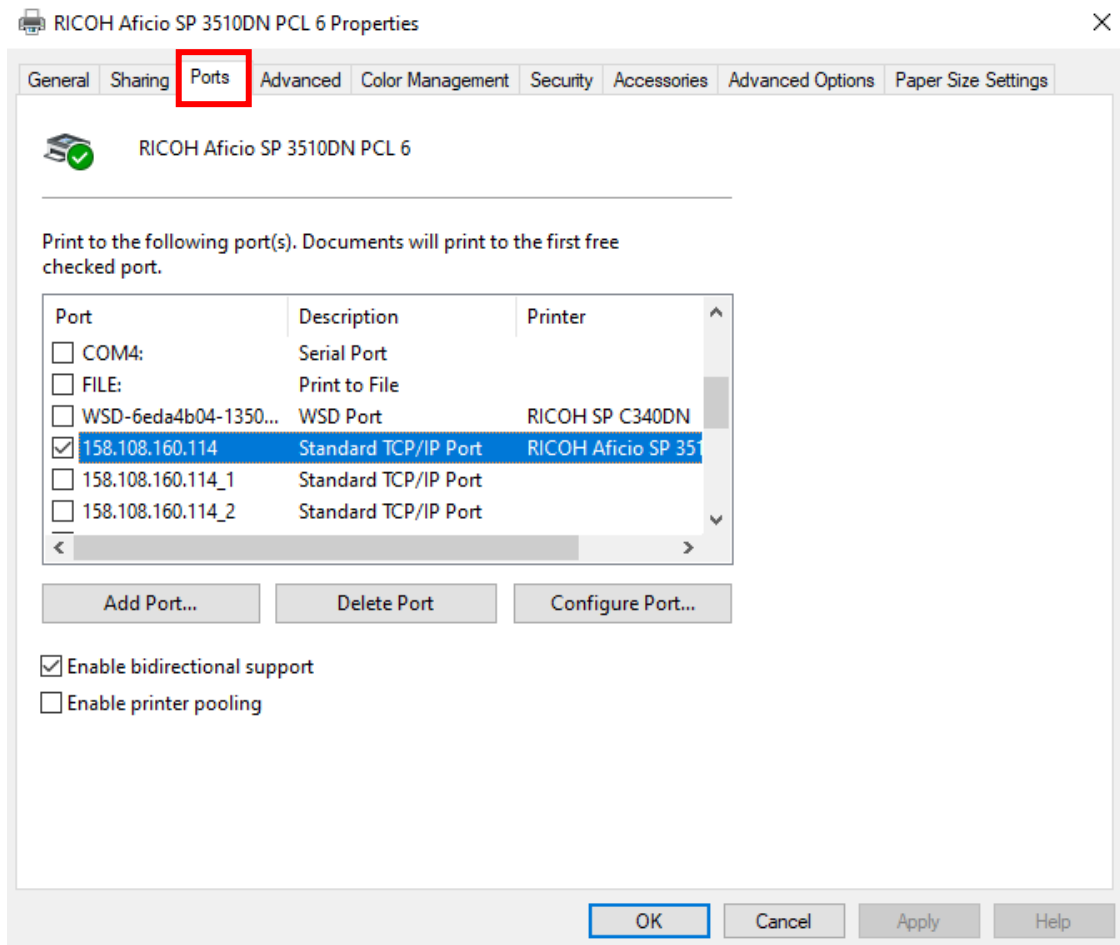 RICOH Aficio SP 3510DN PCL 6 Properties
General Sharing Ports Advanced Color Management Security Accessories Advanced Options Paper Size Settings
RICOH Aficio SP 3510DN PCL 6
Print to the following port(s). Documents will print to the first free
checked port.
Port Description Printer
COM4: Serial Port
FILE: Print to File
WSD-6eda4b04-1350... WSD Port RICOH SP C340DN
158.108.160.114 Standard TCP/IP Port RICOH Aficio SP 351
158.108.160.114_1 Standard TCP/IP Port
158.108.160.114_2 Standard TCP/IP Port
Add Port... Delete Port Configure Port...
Enable bidirectional support
Enable printer pooling
OK Cancel Apply Help